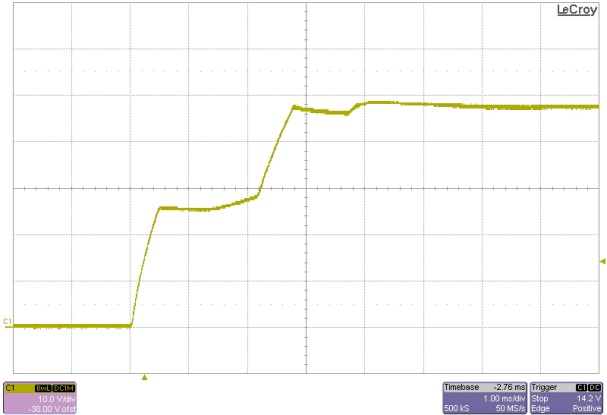 LeCroy
C1
C1 BwL DC1M
10.0 V/div
-30.00 V ofst
Timebase -2.76 ms
1.00 ms/div
500 kS 50 MS/s
Trigger C1 DC
Stop 14.2 V
Edge Positive